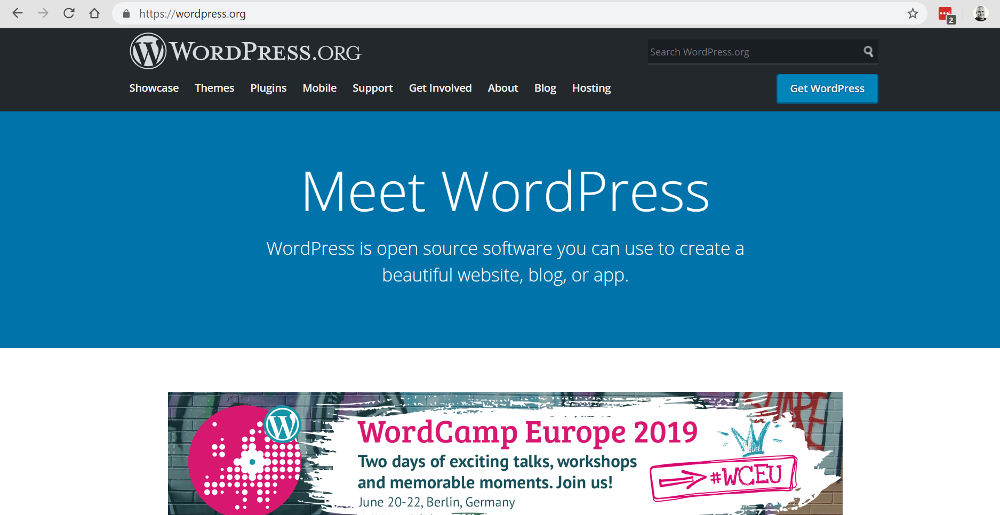 https://wordpress.org
2
WORDPRESS.ORG
Search WordPress.org
Showcase Themes Plugins Mobile Support Get Involved About Blog Hosting
Get WordPress
Meet WordPress
WordPress is open source software you can use to create a
beautiful website, blog, or app.
WordCamp Europe 2019
Two days of exciting talks, workshops
and memorable moments. Join us!
June 20-22, Berlin, Germany
#WCEU